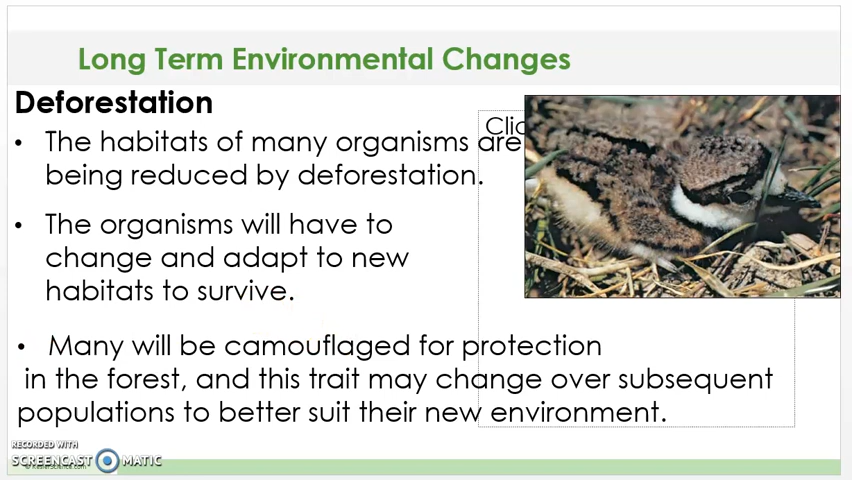 Long Term Environmental Changes
Deforestation
• The habitats of many organisms are
being reduced by deforestation.
• The organisms will have to
change and adapt to new
habitats to survive.
• Many will be camouflaged for protection
in the forest, and this trait may change over subsequent
populations to better suit their new environment.
RECORDED WITH
SCREENCAST MATIC